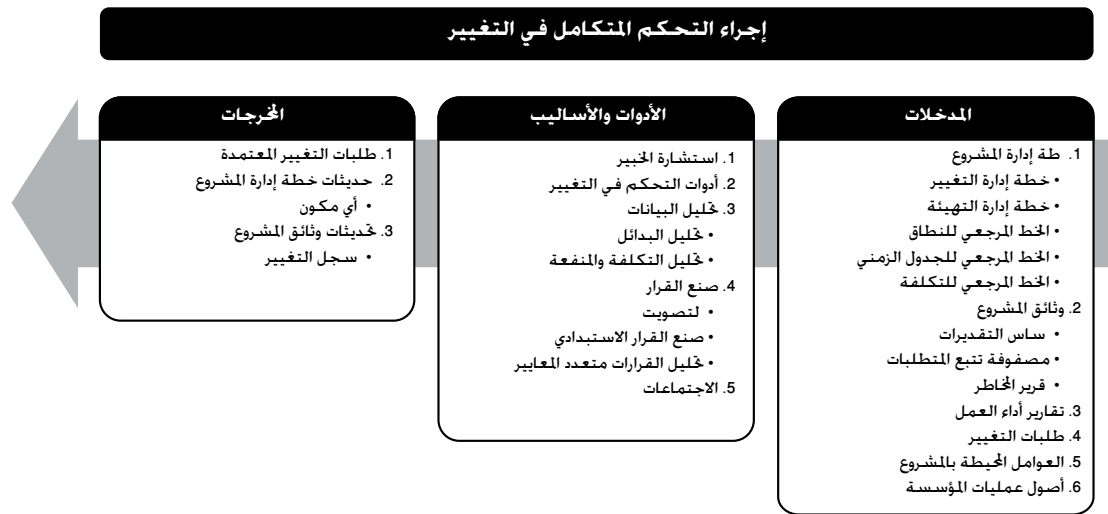 إجراء التحكم المتكامل في التغيير
المدخلات
1. طة إدارة المشروع
• خطة إدارة التغيير
• خطة إدارة التهيئة
• الخط المرجعي للنطاق
• الخط المرجعي للجدول الزمني
• الخط المرجعي للتكلفة
2. وثائق المشروع
• ساس التقديرات
• مصفوفة تتبع المتطلبات
• قرير المخاطر
3. تقارير أداء العمل
4. طلبات التغيير
5. العوامل المحيطة بالمشروع
6. أصول عمليات المؤسسة
الأدوات والأساليب
1. استشارة الخبير
2. أدوات التحكم في التغيير
3. تحليل البيانات
• تحليل البدائل
• تحليل التكلفة والمنفعة
4. صنع القرار
• لتصويت
• صنع القرار الاستبدادي
• تحليل القرارات متعدد المعايير
5. الاجتماعات
المخرجات
1. طلبات التغيير المعتمدة
2. حديثات خطة إدارة المشروع
• أي مكون
3. تحديثات وثائق المشروع
• سجل التغيير